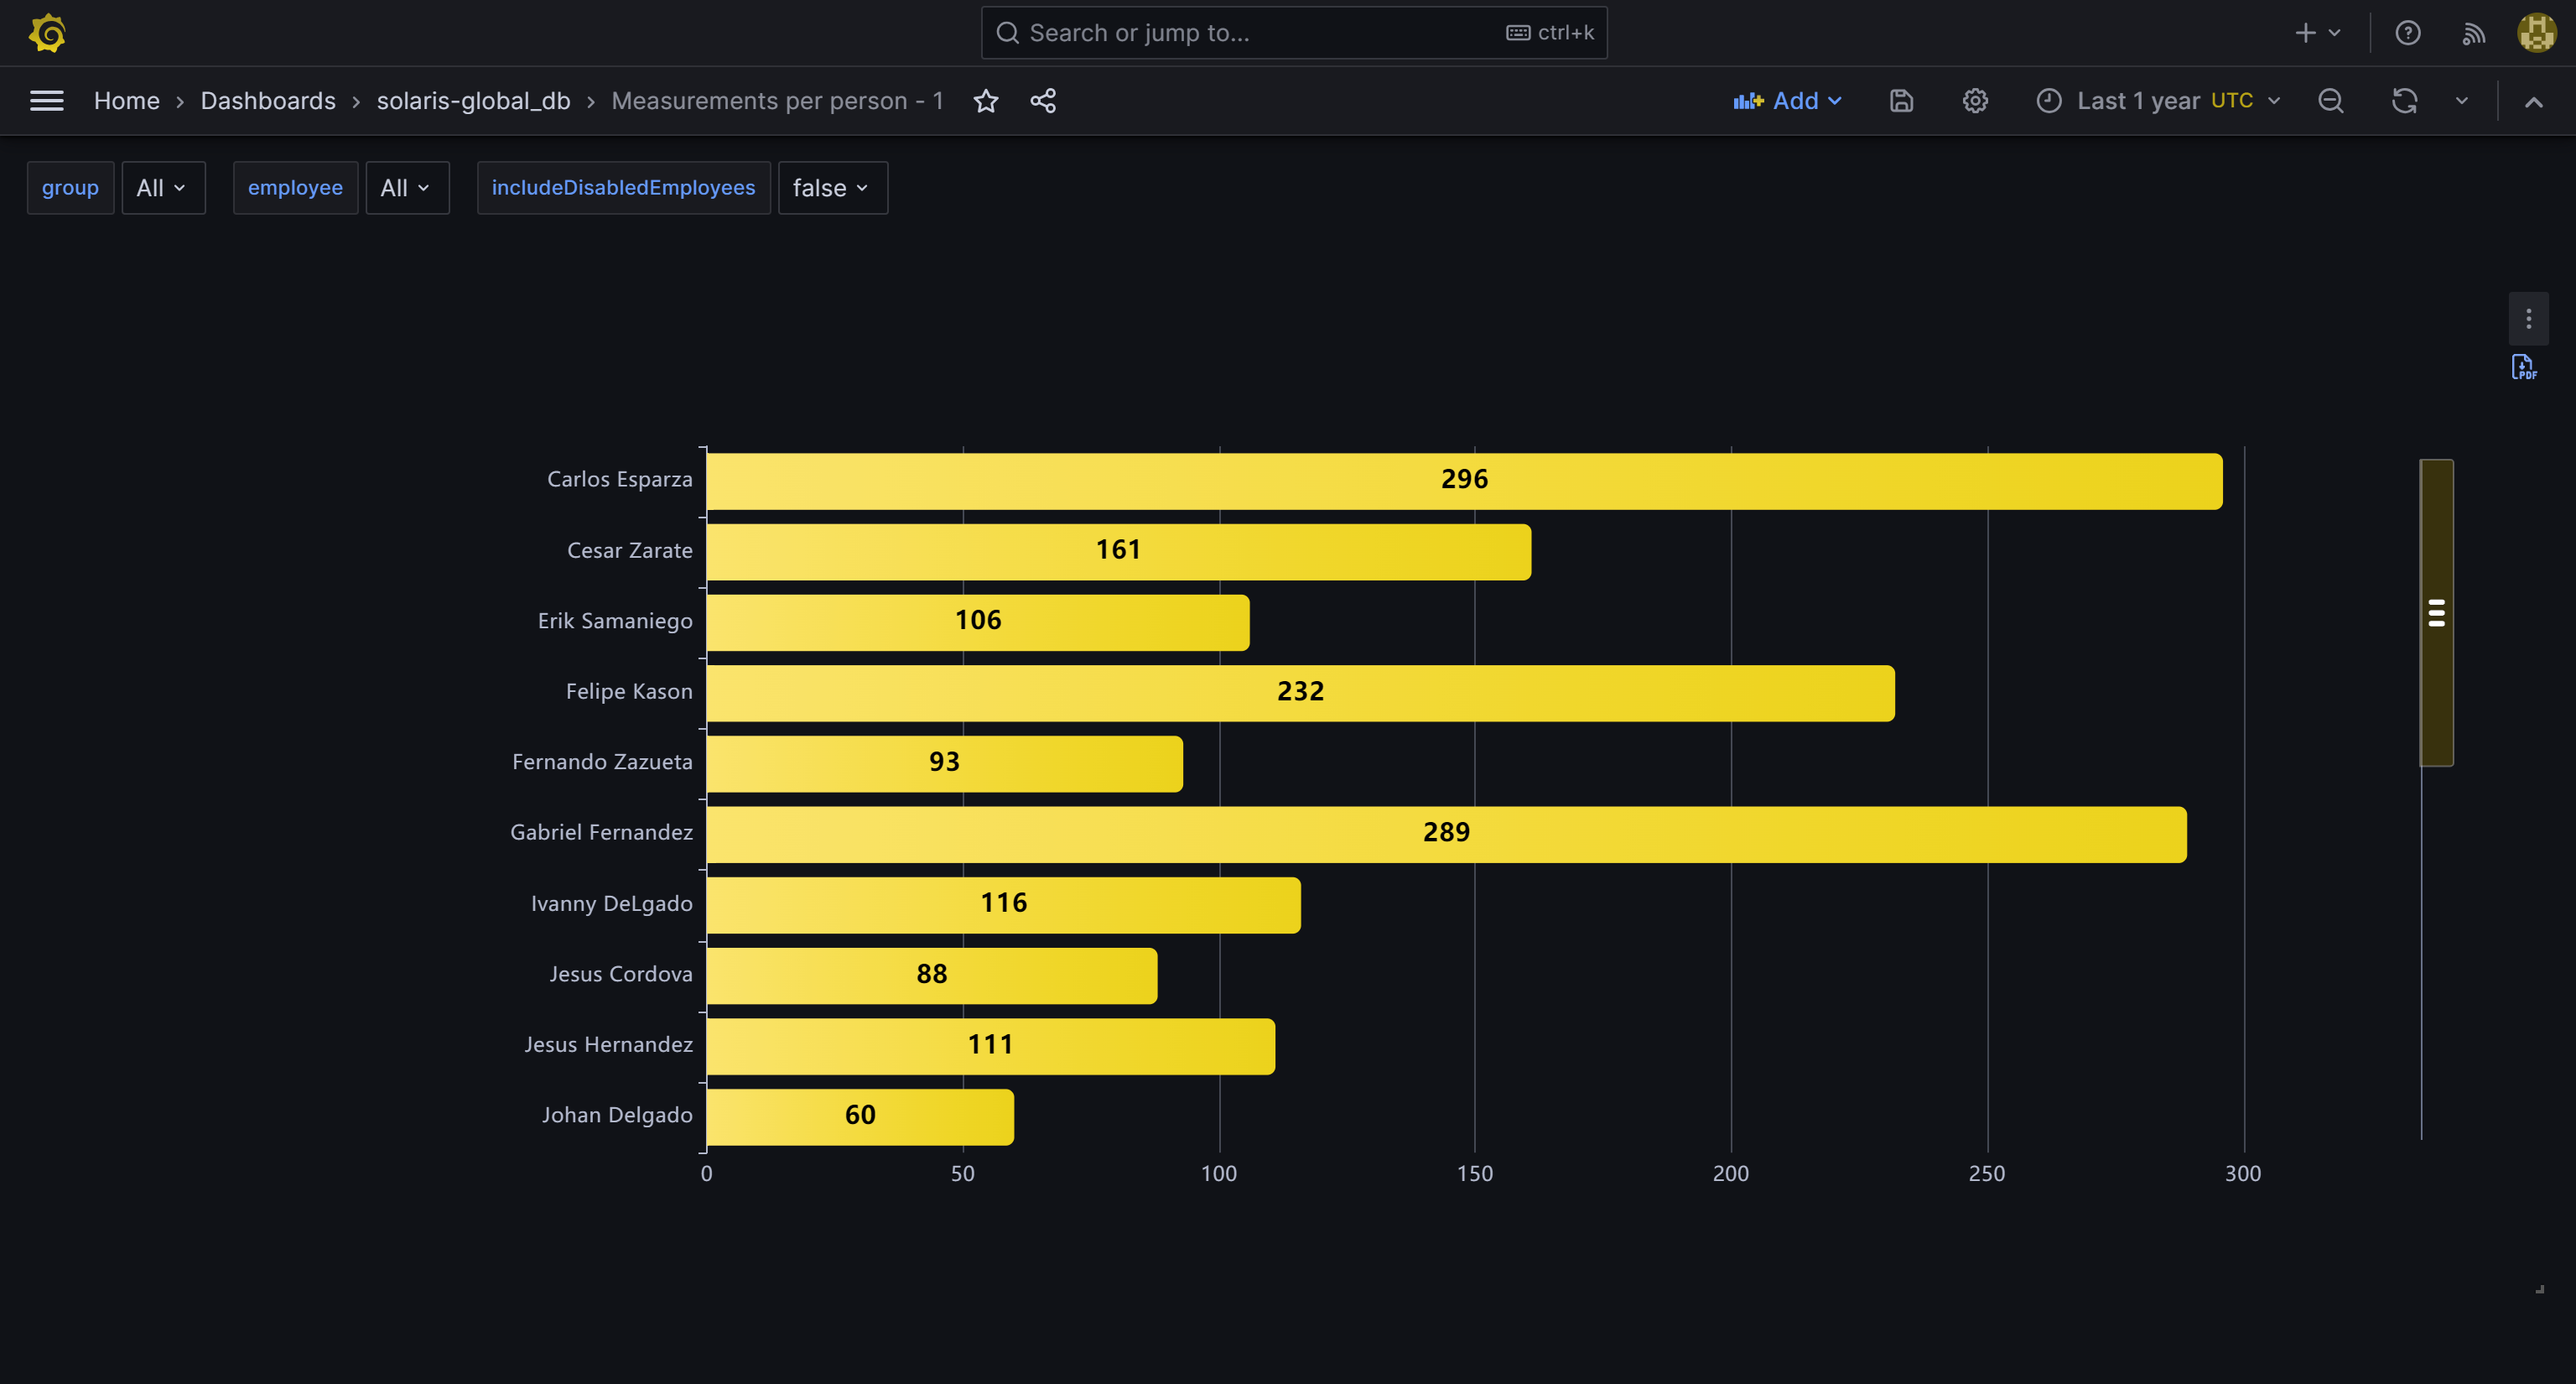 Search or jump to... ctrl+k
Home › Dashboards › solaris-global_db › Measurements per person - 1 Add Last 1 year UTC
group All employee All includeDisabledEmployees false
PDF
Carlos Esparza 296
Cesar Zarate 161
Erik Samaniego 106
Felipe Kason 232
Fernando Zazueta 93
Gabriel Fernandez 289
Ivanny DeLgado 116
Jesus Cordova 88
Jesus Hernandez 111
Johan Delgado 60
0 50 100 150 200 250 300